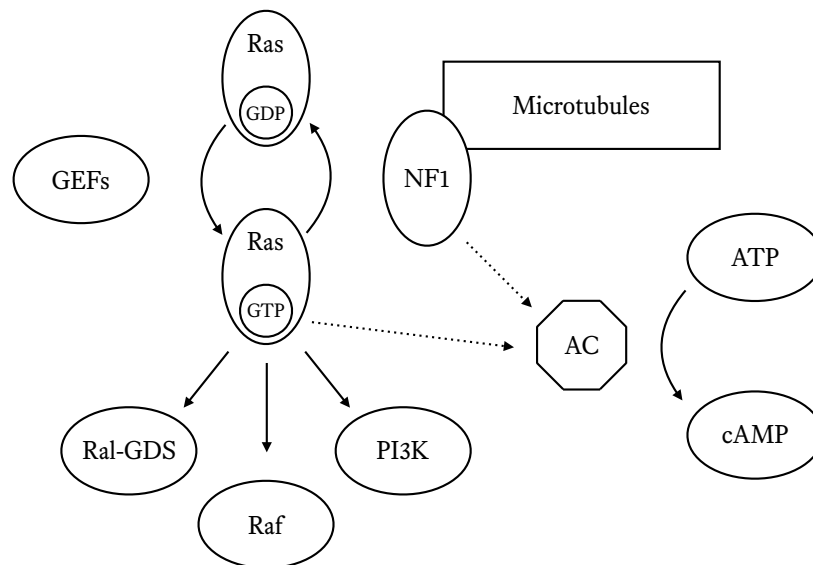 Ras
GDP
Microtubules
GEFs
NF1
Ras
GTP
ATP
AC
Ral-GDS
PI3K
cAMP
Raf